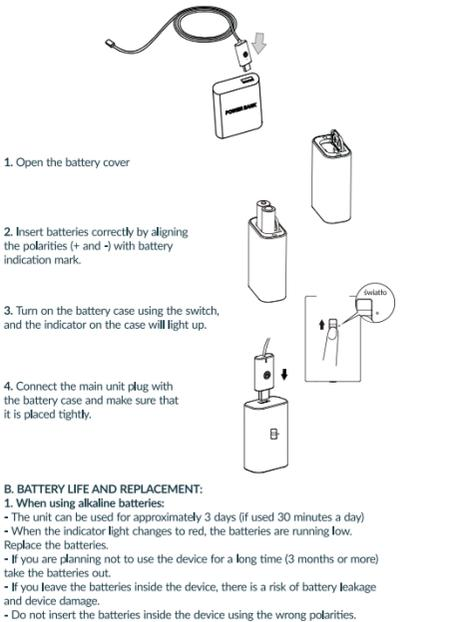 POWER BANK
1. Open the battery cover
2. Insert batteries correctly by aligning
the polarities (+ and -) with battery
indication mark.
światło
3. Turn on the battery case using the switch,
and the indicator on the case will light up.
4. Connect the main unit plug with
the battery case and make sure that
it is placed tightly.
B. BATTERY LIFE AND REPLACEMENT:
1. When using alkaline batteries:
- The unit can be used for approximately 3 days (if used 30 minutes a day)
- When the indicator light changes to red, the batteries are running low.
Replace the batteries.
- If you are planning not to use the device for a long time (3 months or more)
take the batteries out.
- If you leave the batteries inside the device, there is a risk of battery leakage
and device damage.
- Do not insert the batteries inside the device using the wrong polarities.